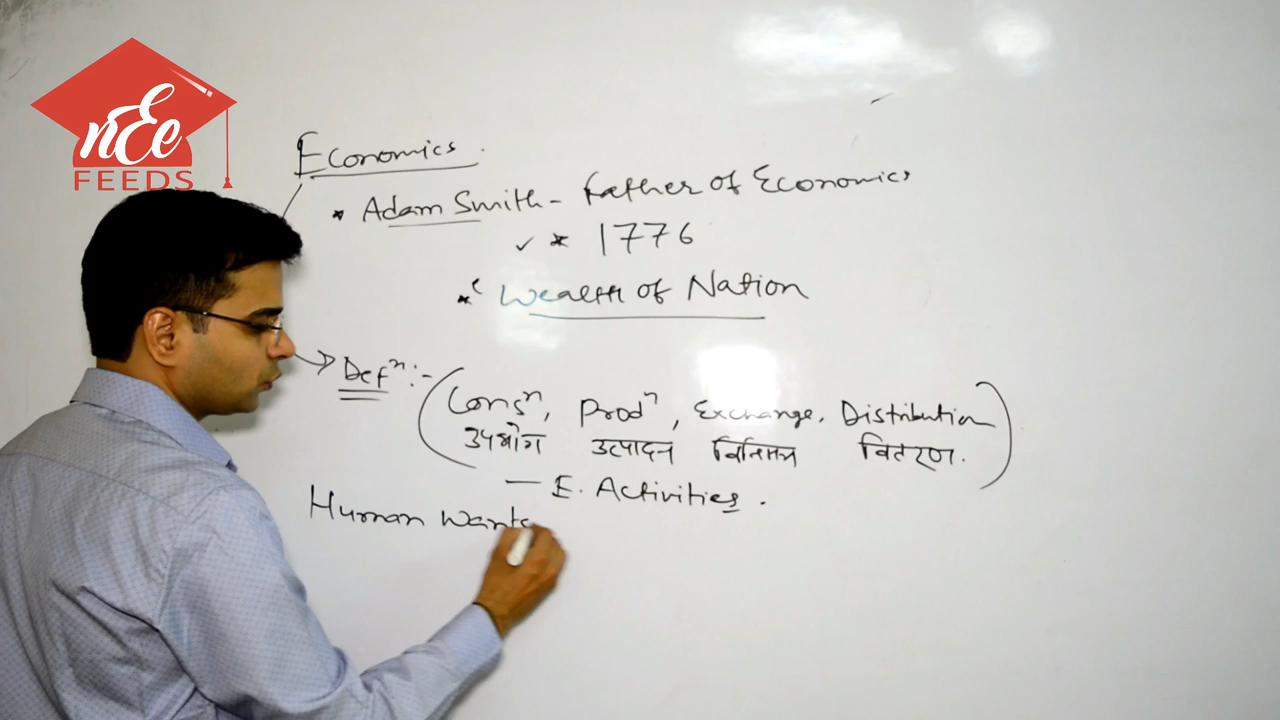 nEe
FEEDS
Economics.
* Adam Smith - Father of Economics
✓ * 1776
* Wealth of Nation
→ Defⁿ :-
(Consⁿ, Prodⁿ, Exchange, Distribution
उपभोग उत्पादन विनिमय वितरण.)
— E. Activities.
Human Wants